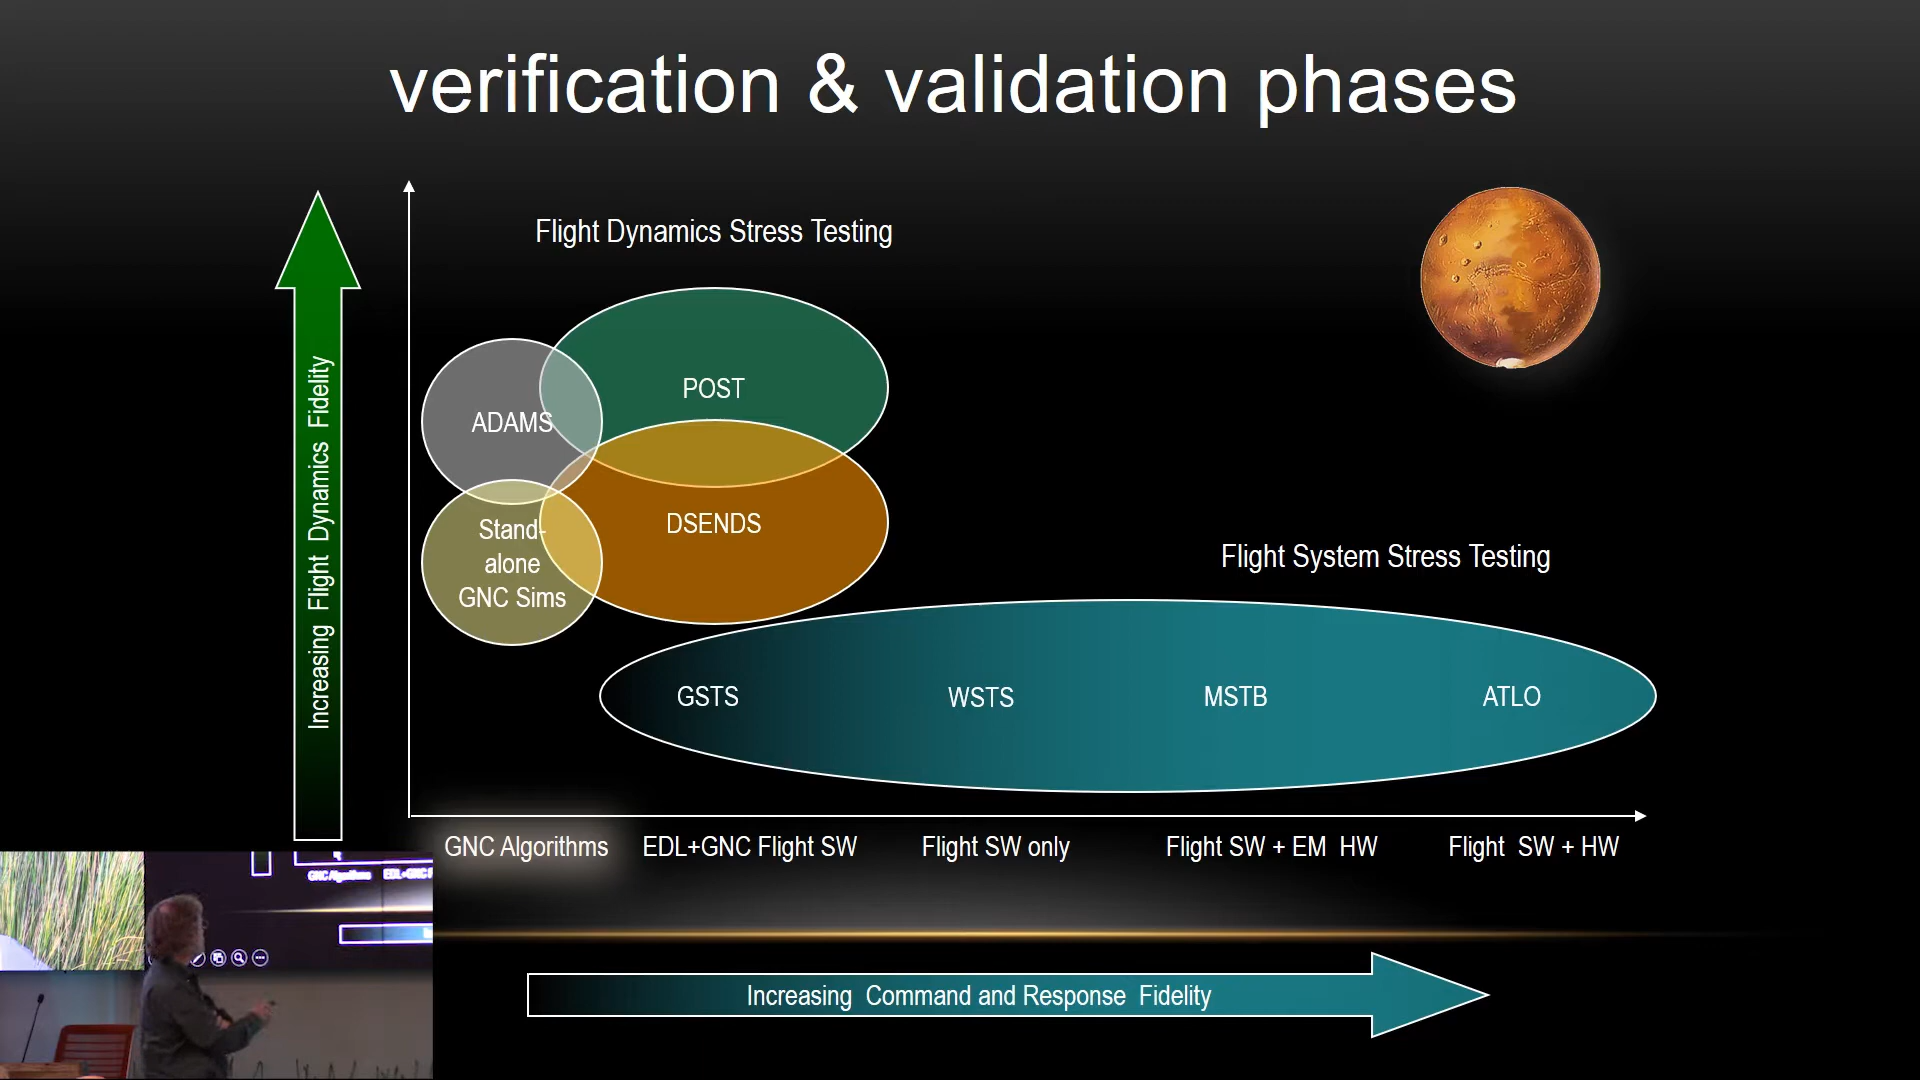 verification & validation phases
Flight Dynamics Stress Testing
Increasing Flight Dynamics Fidelity
POST
ADAMS
DSENDS
Stand-
alone
GNC Sims
Flight System Stress Testing
GSTS
WSTS
MSTB
ATLO
GNC Algorithms
EDL+GNC Flight SW
Flight SW only
Flight SW + EM HW
Flight SW + HW
Increasing Command and Response Fidelity
GNC Algorithms